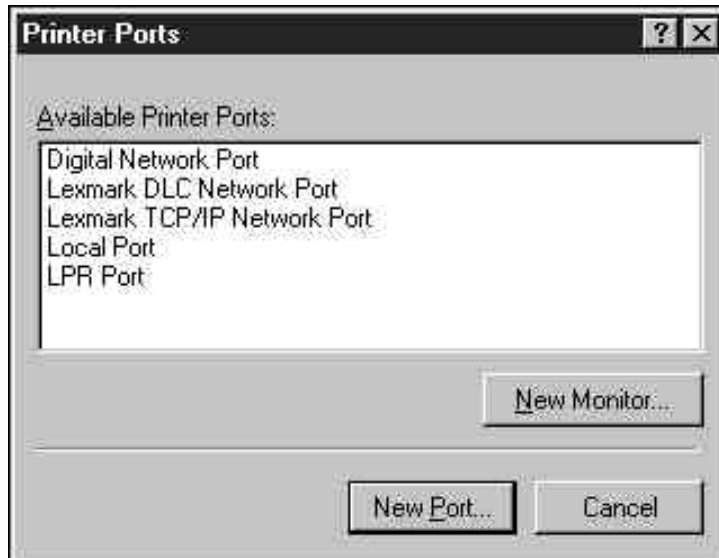 Printer Ports
Available Printer Ports:
Digital Network Port
Lexmark DLC Network Port
Lexmark TCP/IP Network Port
Local Port
LPR Port
New Monitor...
New Port... Cancel